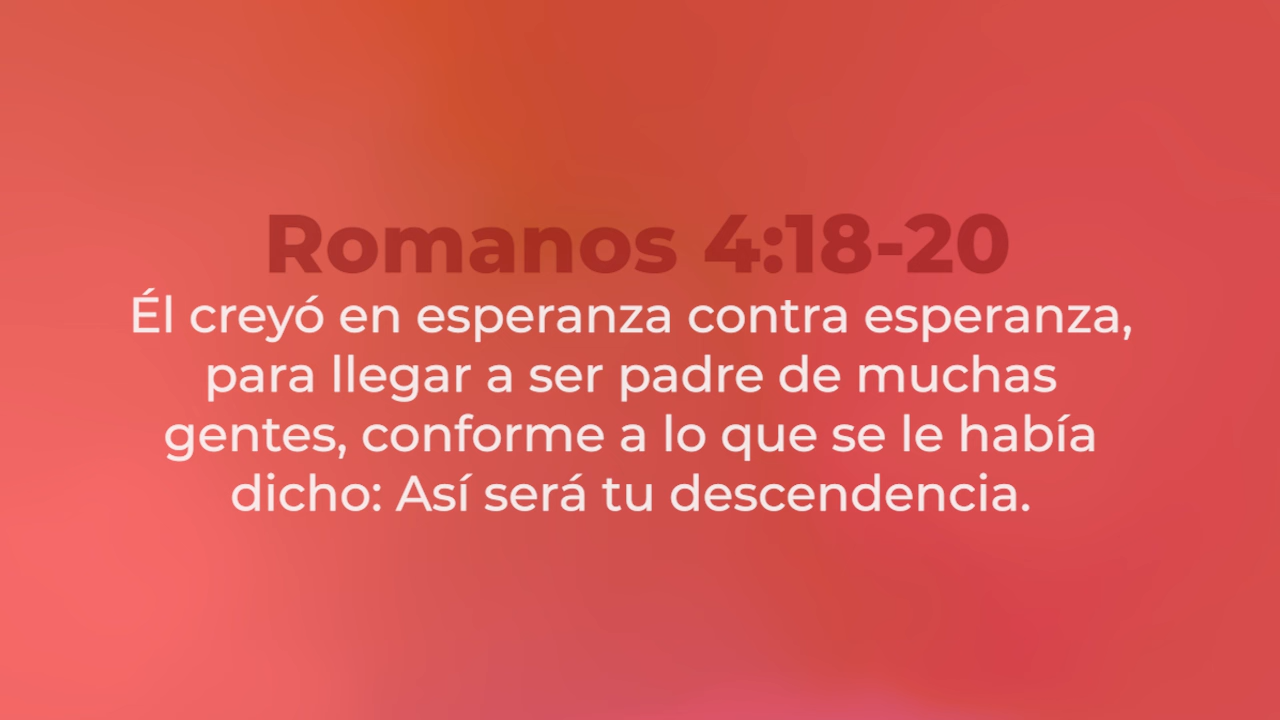 Romanos 4:18-20
Él creyó en esperanza contra esperanza,
para llegar a ser padre de muchas
gentes, conforme a lo que se le había
dicho: Así será tu descendencia.